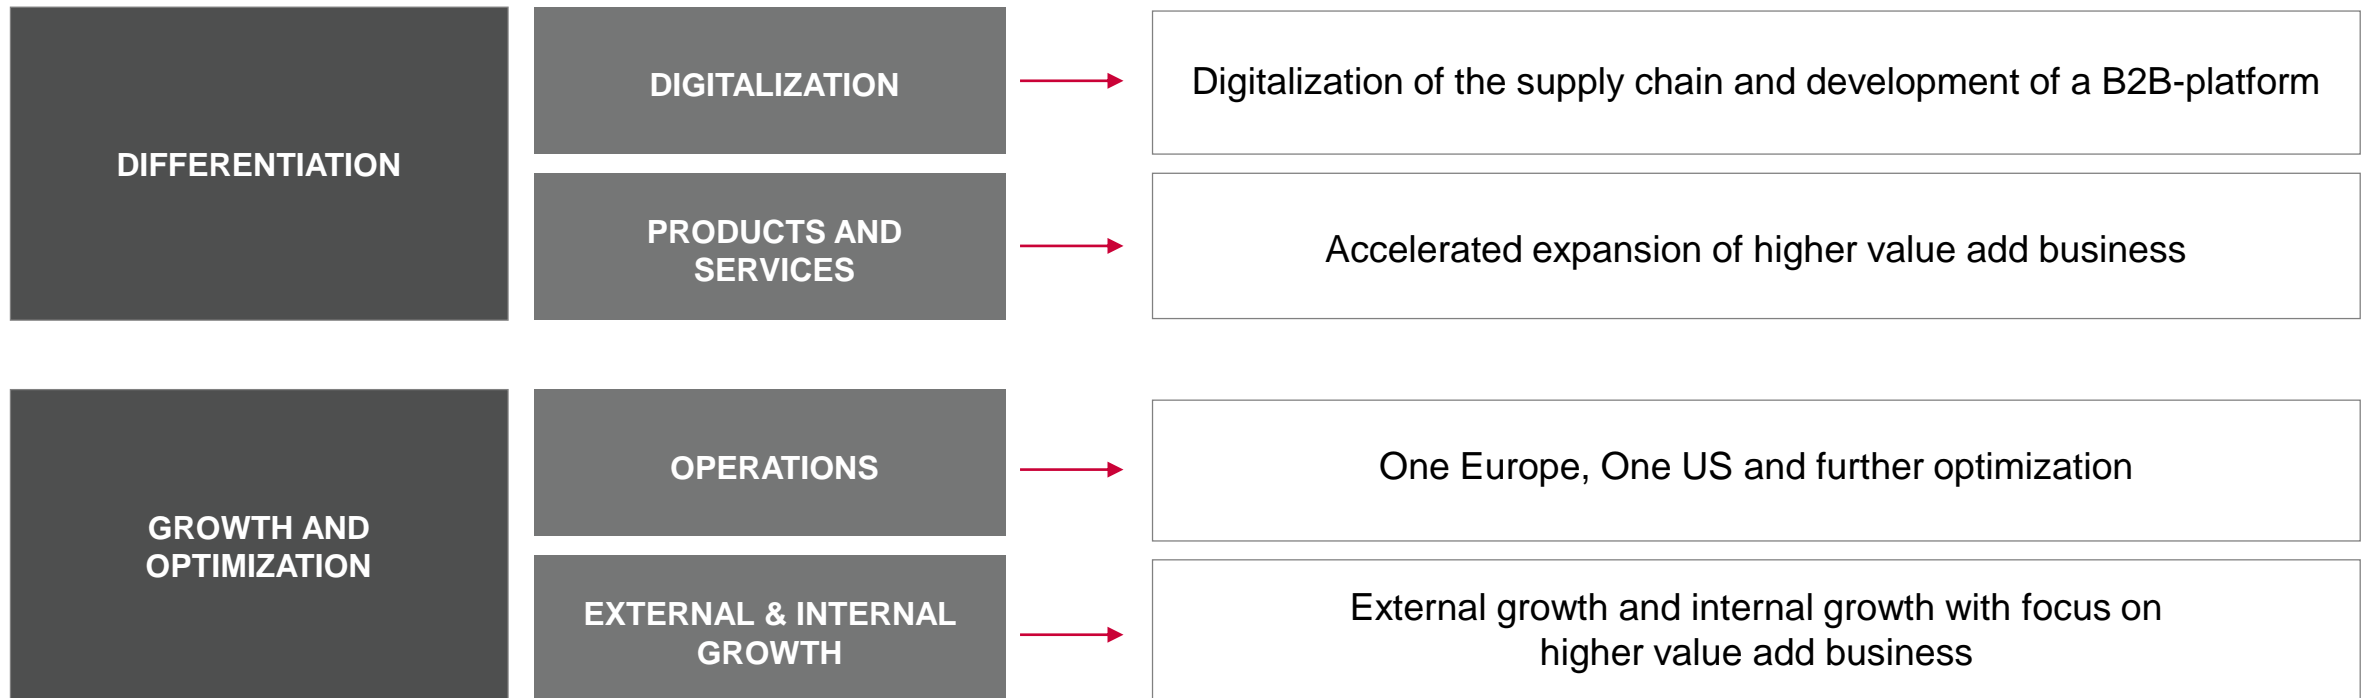 DIFFERENTIATION
DIGITALIZATION
Digitalization of the supply chain and development of a B2B-platform
PRODUCTS AND
SERVICES
Accelerated expansion of higher value add business
GROWTH AND
OPTIMIZATION
OPERATIONS
One Europe, One US and further optimization
EXTERNAL & INTERNAL
GROWTH
External growth and internal growth with focus on
higher value add business